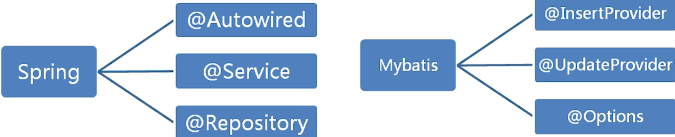 Spring
@Autowired
@Service
@Repository
Mybatis
@InsertProvider
@UpdateProvider
@Options